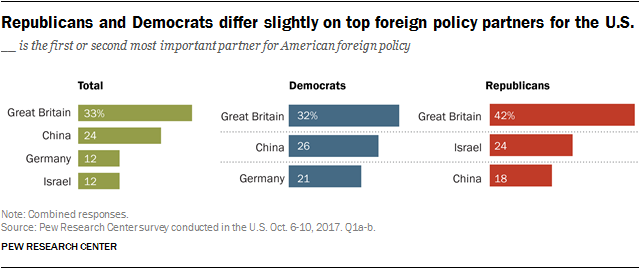 Republicans and Democrats differ slightly on top foreign policy partners for the U.S.
__ is the first or second most important partner for American foreign policy
Total
Great Britain 33%
China 24
Germany 12
Israel 12
Democrats
Great Britain 32%
China 26
Germany 21
Republicans
Great Britain 42%
Israel 24
China 18
Note: Combined responses.
Source: Pew Research Center survey conducted in the U.S. Oct. 6-10, 2017. Q1a-b.
PEW RESEARCH CENTER